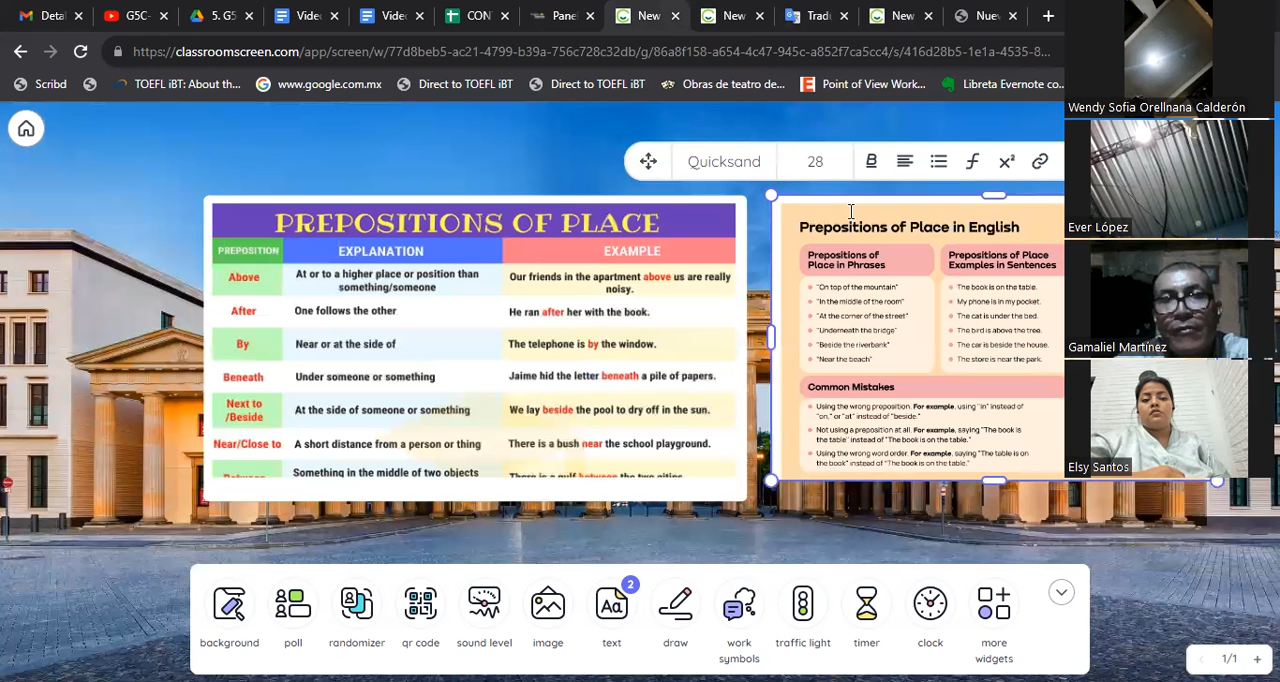 Detai
G5C-
5. G5
Video
Video
CON
Panel
New
New
Trad
New
Nuev
https://classroomscreen.com/app/screen/w/77d8beb5-ac21-4799-b39a-756c728c32db/g/86a8f158-a654-4c47-945c-a852f7ca5cc4/s/416d28b5-1e1a-4535-8...
Scribd
TOEFL iBT: About th...
www.google.com.mx
Direct to TOEFL iBT
Direct to TOEFL iBT
Obras de teatro de...
Point of View Work...
Libreta Evernote co...
Quicksand 28
PREPOSITIONS OF PLACE
PREPOSITION EXPLANATION EXAMPLE
Above At or to a higher place or position than something/someone Our friends in the apartment above us are really noisy.
After One follows the other He ran after her with the book.
By Near or at the side of The telephone is by the window.
Beneath Under someone or something Jaime hid the letter beneath a pile of papers.
Next to /Beside At the side of someone or something We lay beside the pool to dry off in the sun.
Near/Close to A short distance from a person or thing There is a bush near the school playground.
Between Something in the middle of two objects There is a gulf between the two cities
Prepositions of Place in English
Prepositions of
Place in Phrases
"On top of the mountain"
"In the middle of the room"
"At the corner of the street"
"Underneath the bridge"
"Beside the riverbank"
"Near the beach"
Prepositions of Place
Examples in Sentences
The book is on the table.
My phone is in my pocket.
The cat is under the bed.
The bird is above the tree.
The car is beside the house.
The store is near the park.
Common Mistakes
Using the wrong preposition. For example, using "in" instead of
"on," or "at" instead of "beside."
Not using a preposition at all. For example, saying "The book is
the table" instead of "The book is on the table."
Using the wrong word order. For example, saying "The table is on
the book" instead of "The book is on the table."
Wendy Sofia Orellnana Calderón
Ever López
Gamaliel Martínez
Elsy Santos
2
background
poll
randomizer
qr code
sound level
image
text
draw
work
symbols
traffic light
timer
clock
more
widgets
1/1